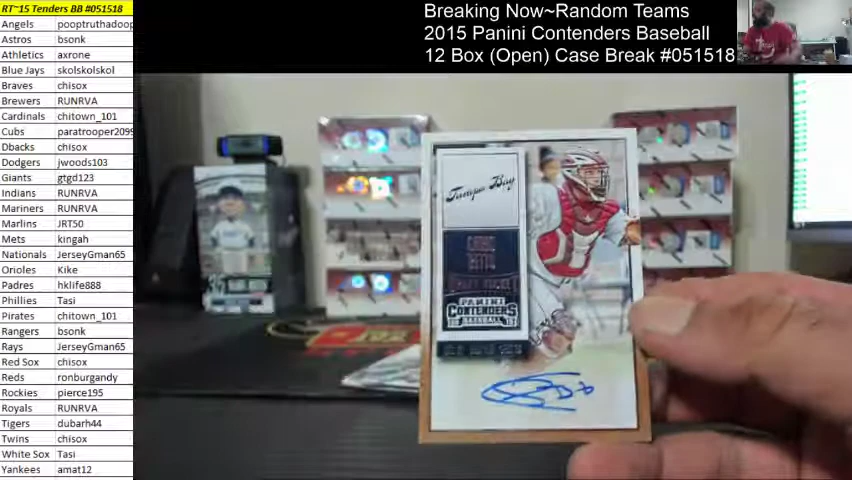 RT~15 Tenders BB #051518
Angels pooptruthadoop
Astros bsonk
Athletics axrone
Blue Jays skolskolskol
Braves chisox
Brewers RUNRVA
Cardinals chitown_101
Cubs paratrooper2099
Dbacks chisox
Dodgers jwoods103
Giants gtgd123
Indians RUNRVA
Mariners RUNRVA
Marlins JRT50
Mets kingah
Nationals JerseyGman65
Orioles Kike
Padres hklife888
Phillies Tasi
Pirates chitown_101
Rangers bsonk
Rays JerseyGman65
Red Sox chisox
Reds ronburgandy
Rockies pierce195
Royals RUNRVA
Tigers dubarh44
Twins chisox
White Sox Tasi
Yankees amat12
Breaking Now~Random Teams
2015 Panini Contenders Baseball
12 Box (Open) Case Break #051518
Tampa Bay
PANINI
CONTENDERS
BASEBALL